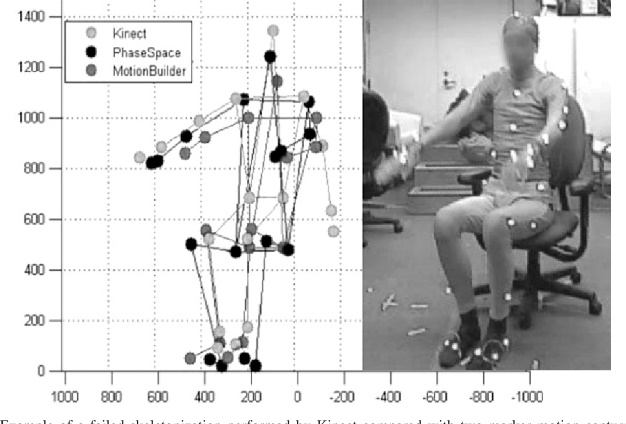 1400
1200
1000
800
600
400
200
0
Kinect
PhaseSpace
MotionBuilder
1000 800 600 400 200 0 -200 -400 -600 -800 -1000
Example of a failed skeletonization performed by Kinect compared with two marker motion